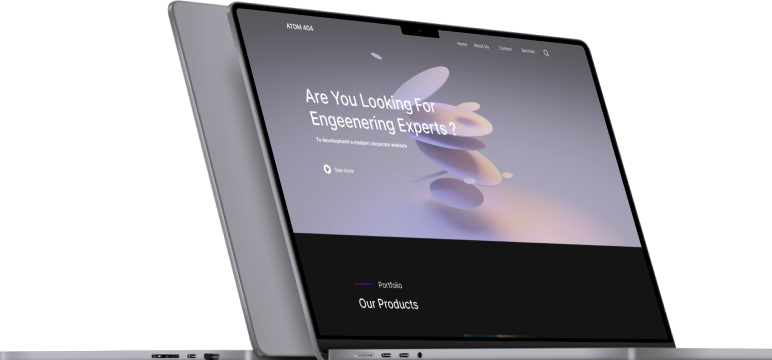 ATOM 404
Home About Us Contact Services
Are You Looking For
Engeenering Experts ?
To development a modern corporate website
See more
Portfolio
Our Products